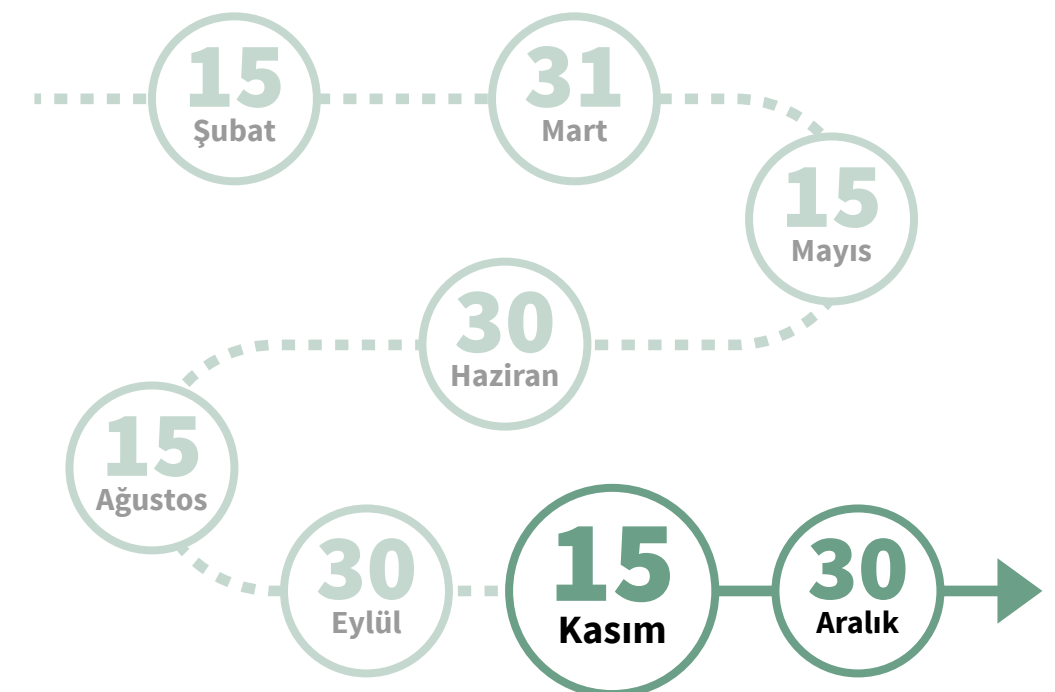 15
Şubat
31
Mart
15
Mayıs
30
Haziran
15
Ağustos
30
Eylül
15
Kasım
30
Aralık